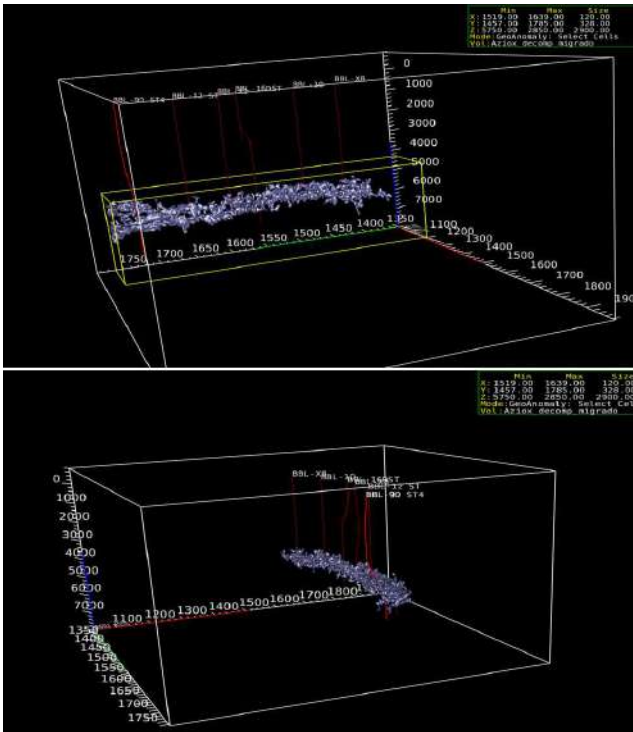 Min Max Size
X: 1519.00 1639.00 120.00
Y: 1457.00 1785.00 328.00
Z: 5750.00 2850.00 2900.00
Mode: GeoAnomaly: Select Cells
Vol: Aziox decomp migrado
BBL-12 ST
BBL-10
BBL-X8
0
1000
2000
3000
4000
5000
6000
7000
1750 1700 1650 1600 1550 1500 1450 1400 1350
1100 1200 1300 1400 1500 1600 1700 1800
Min Max Size
X: 1519.00 1639.00 120.00
Y: 1457.00 1785.00 328.00
Z: 5750.00 2850.00 2900.00
Mode: GeoAnomaly: Select Cells
Vol: Aziox decomp migrado
BBL-X8
BBL-10
12 ST
0
1000
2000
3000
4000
5000
6000
7000
1100 1200 1300 1400 1500 1600 1700 1800
1350
1400
1450
1500
1550
1600
1650
1700
1750